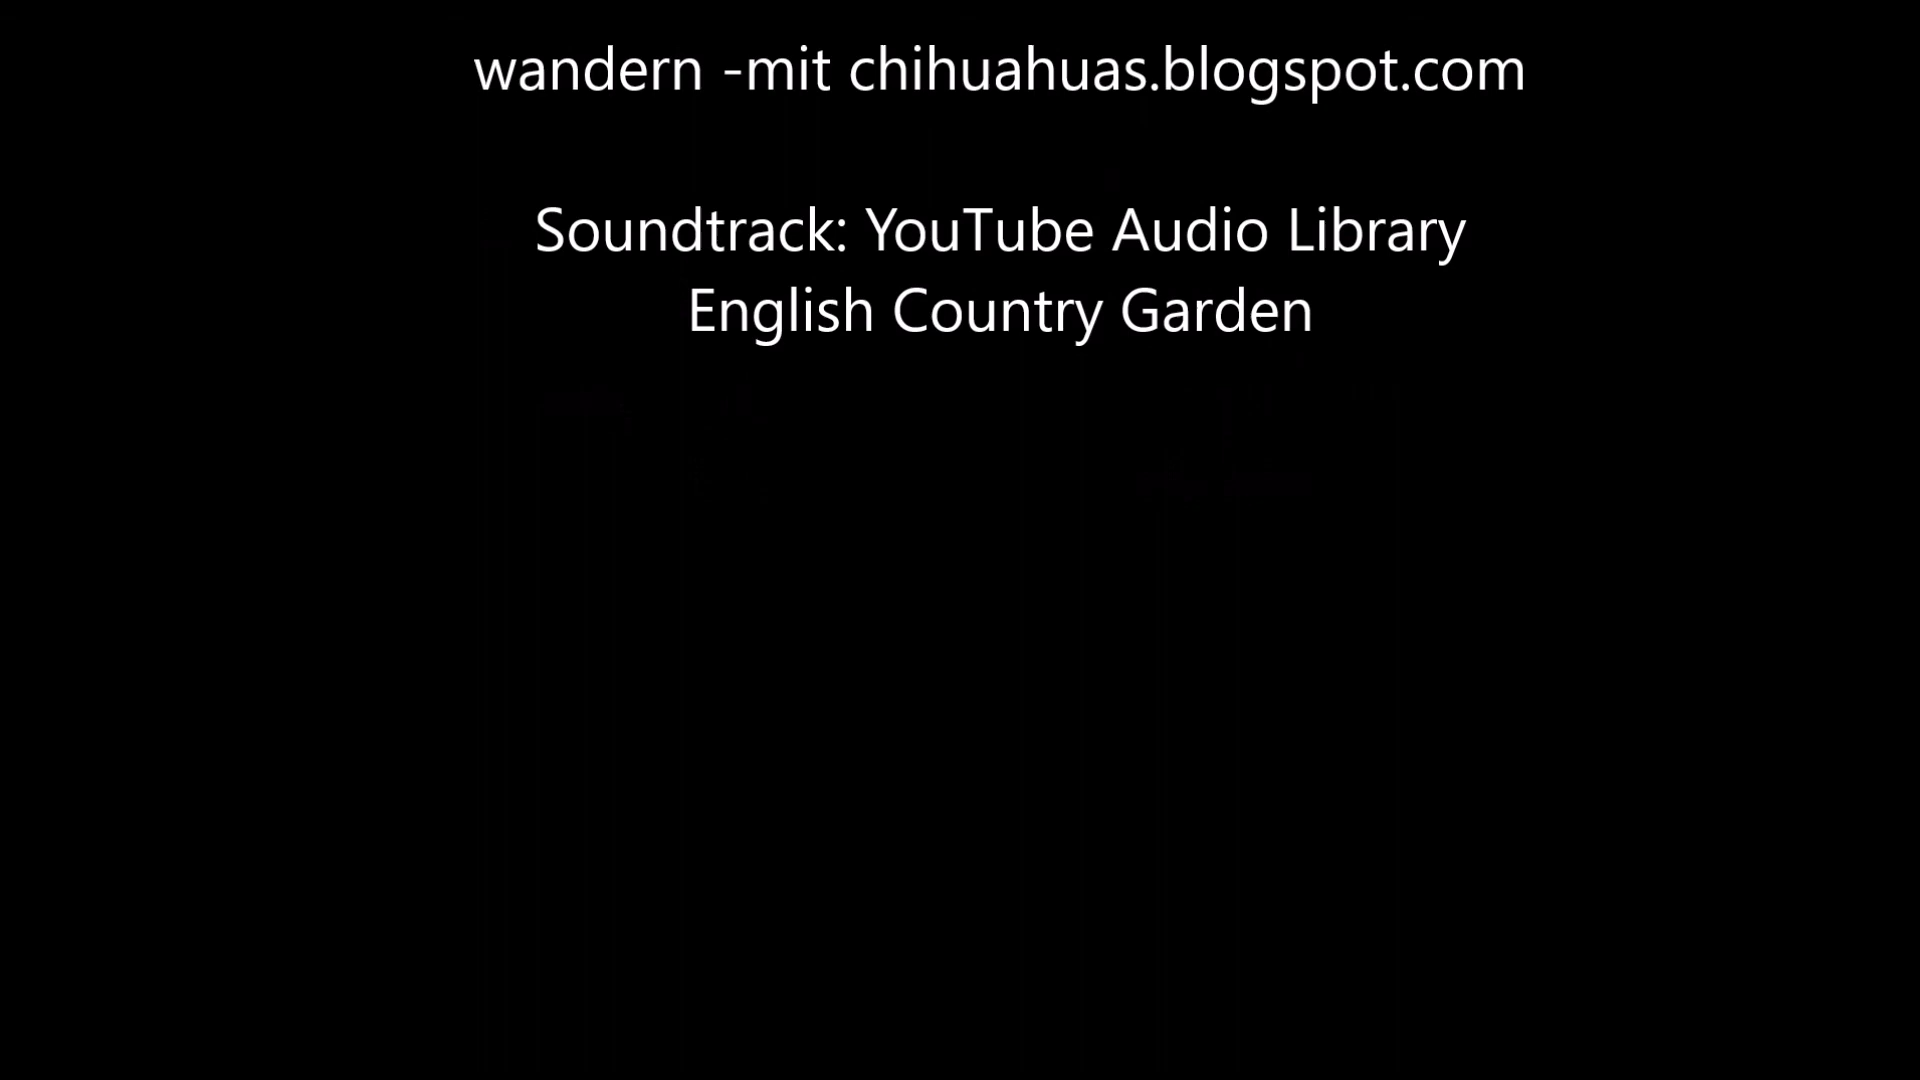 wandern -mit chihuahuas.blogspot.com
Soundtrack: YouTube Audio Library
English Country Garden